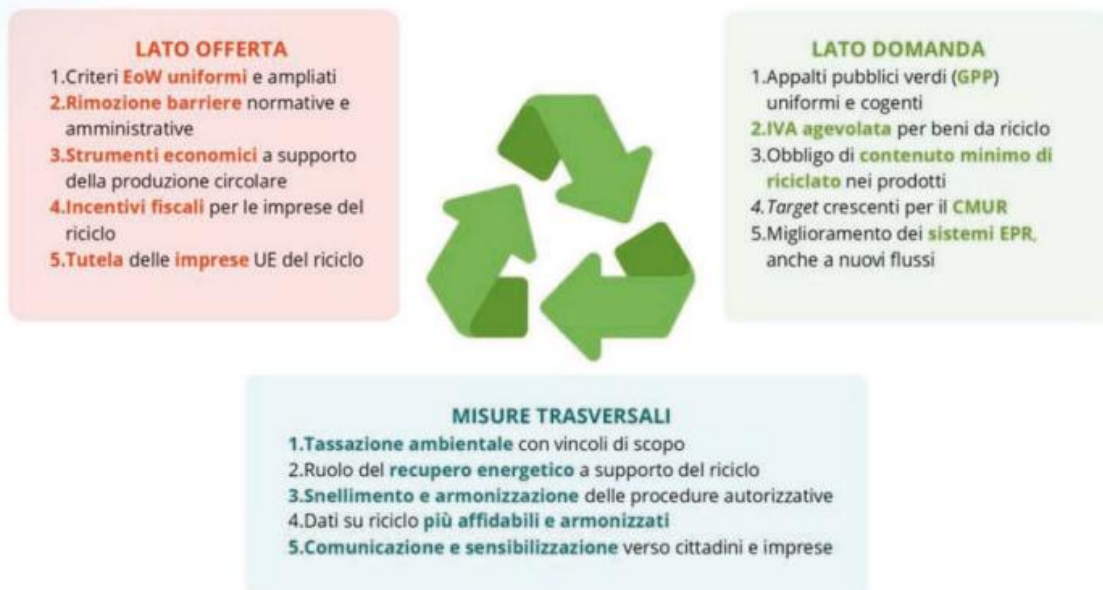 LATO OFFERTA
1.Criteri EoW uniformi e ampliati
2.Rimozione barriere normative e
amministrative
3.Strumenti economici a supporto
della produzione circolare
4.Incentivi fiscali per le imprese del
riciclo
5.Tutela delle imprese UE del riciclo
LATO DOMANDA
1.Appalti pubblici verdi (GPP)
uniformi e cogenti
2.IVA agevolata per beni da riciclo
3.Obbligo di contenuto minimo di
riciclato nei prodotti
4.Target crescenti per il CMUR
5.Miglioramento dei sistemi EPR,
anche a nuovi flussi
MISURE TRASVERSALI
1.Tassazione ambientale con vincoli di scopo
2.Ruolo del recupero energetico a supporto del riciclo
3.Snellimento e armonizzazione delle procedure autorizzative
4.Dati su riciclo più affidabili e armonizzati
5.Comunicazione e sensibilizzazione verso cittadini e imprese